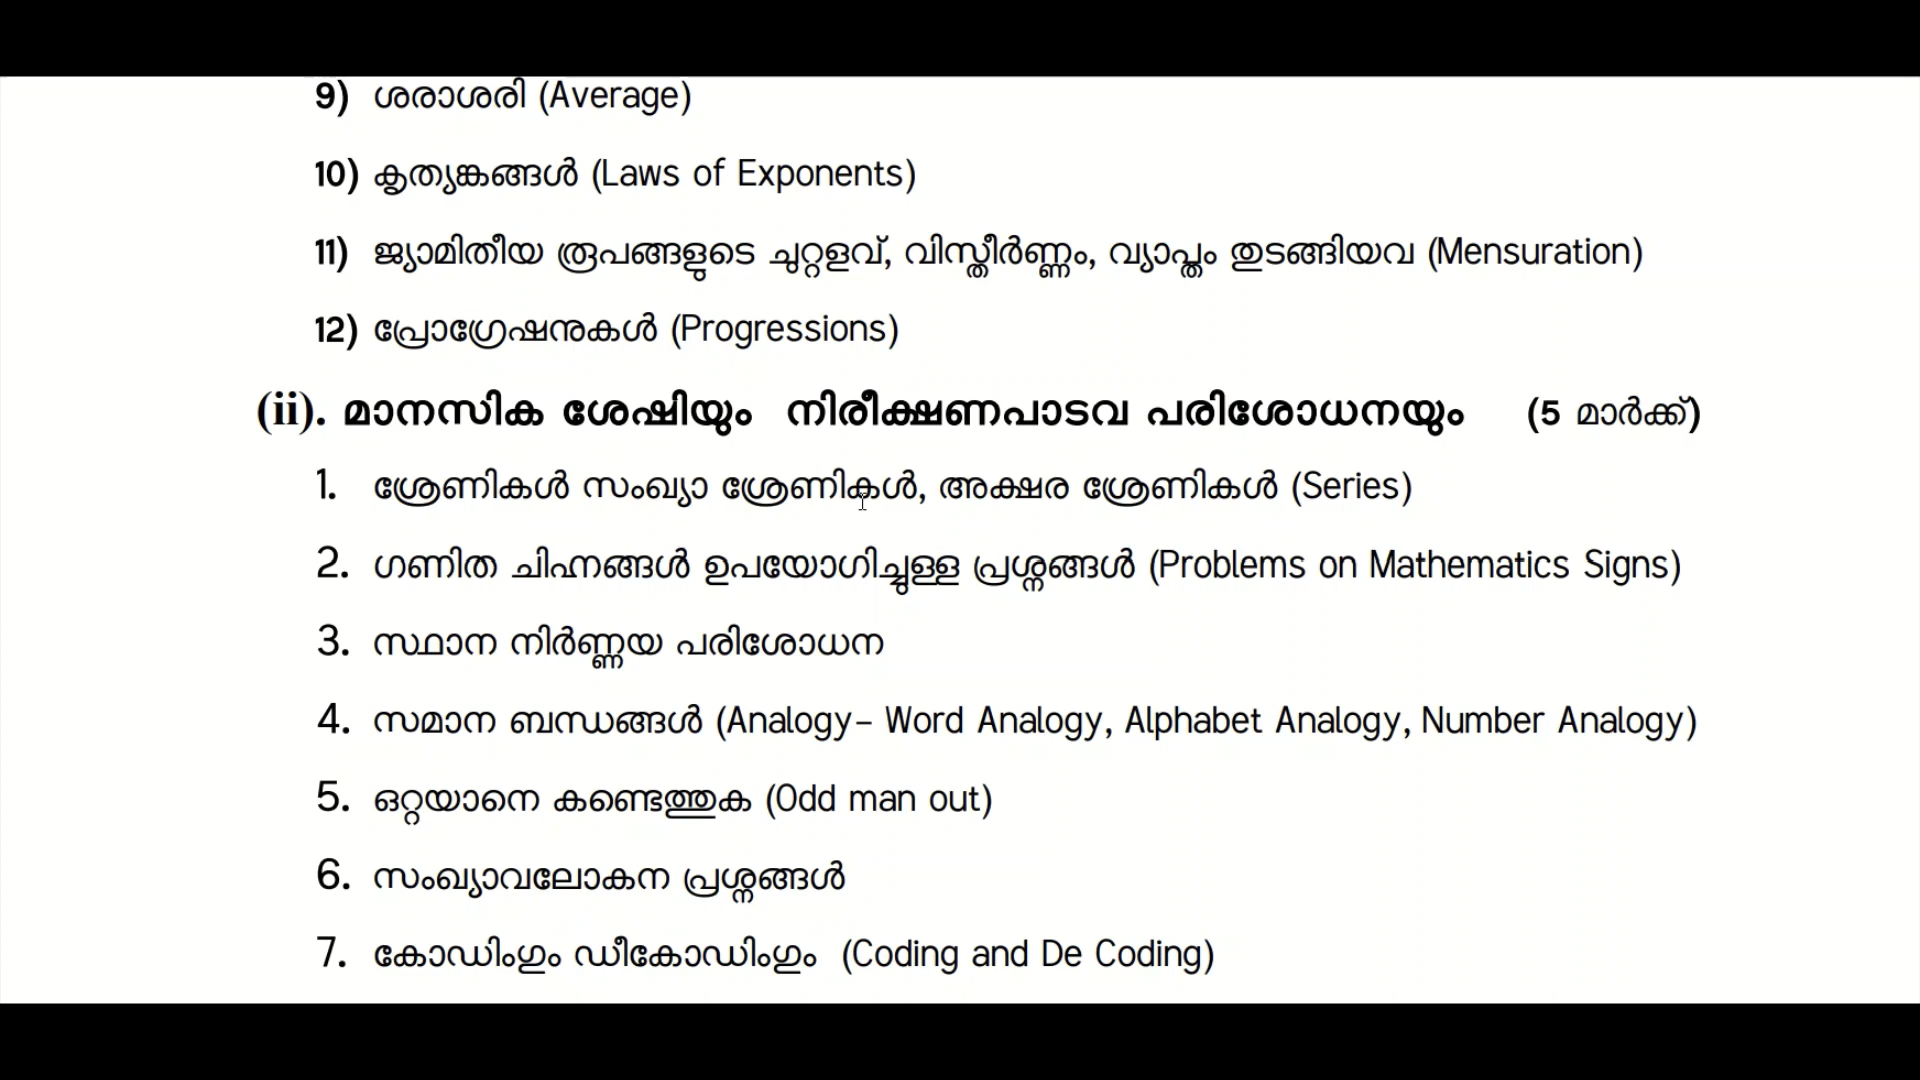 9) ശരാശരി (Average)
10) കൃത്യങ്കങ്ങൾ (Laws of Exponents)
11) ജ്യാമിതീയ രൂപങ്ങളുടെ ചുറ്റളവ്, വിസ്തീർണ്ണം, വ്യാപ്തം തുടങ്ങിയവ (Mensuration)
12) പ്രോഗ്രേഷനുകൾ (Progressions)
(ii). മാനസിക ശേഷിയും നിരീക്ഷണപാടവ പരിശോധനയും (5 മാർക്ക്)
1. ശ്രേണികൾ സംഖ്യാ ശ്രേണികൾ, അക്ഷര ശ്രേണികൾ (Series)
2. ഗണിത ചിഹ്നങ്ങൾ ഉപയോഗിച്ചുള്ള പ്രശ്നങ്ങൾ (Problems on Mathematics Signs)
3. സ്ഥാന നിർണ്ണയ പരിശോധന
4. സമാന ബന്ധങ്ങൾ (Analogy– Word Analogy, Alphabet Analogy, Number Analogy)
5. ഒറ്റയാനെ കണ്ടെത്തുക (Odd man out)
6. സംഖ്യാവലോകന പ്രശ്നങ്ങൾ
7. കോഡിംഗും ഡീകോഡിംഗും (Coding and De Coding)